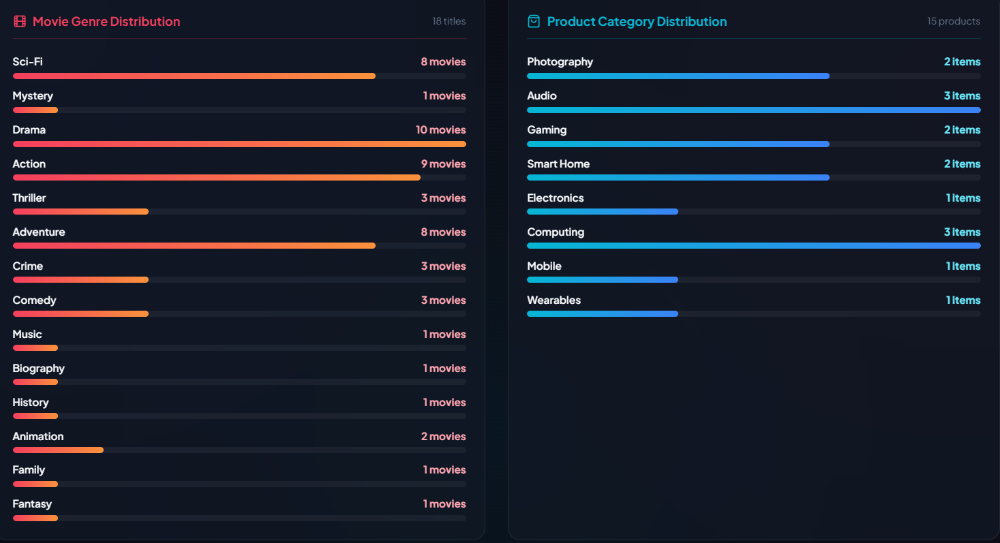 Movie Genre Distribution
18 titles
Sci-Fi
8 movies
Mystery
1 movies
Drama
10 movies
Action
9 movies
Thriller
3 movies
Adventure
8 movies
Crime
3 movies
Comedy
3 movies
Music
1 movies
Biography
1 movies
History
1 movies
Animation
2 movies
Family
1 movies
Fantasy
1 movies
Product Category Distribution
15 products
Photography
2 items
Audio
3 items
Gaming
2 items
Smart Home
2 items
Electronics
1 items
Computing
3 items
Mobile
1 items
Wearables
1 items